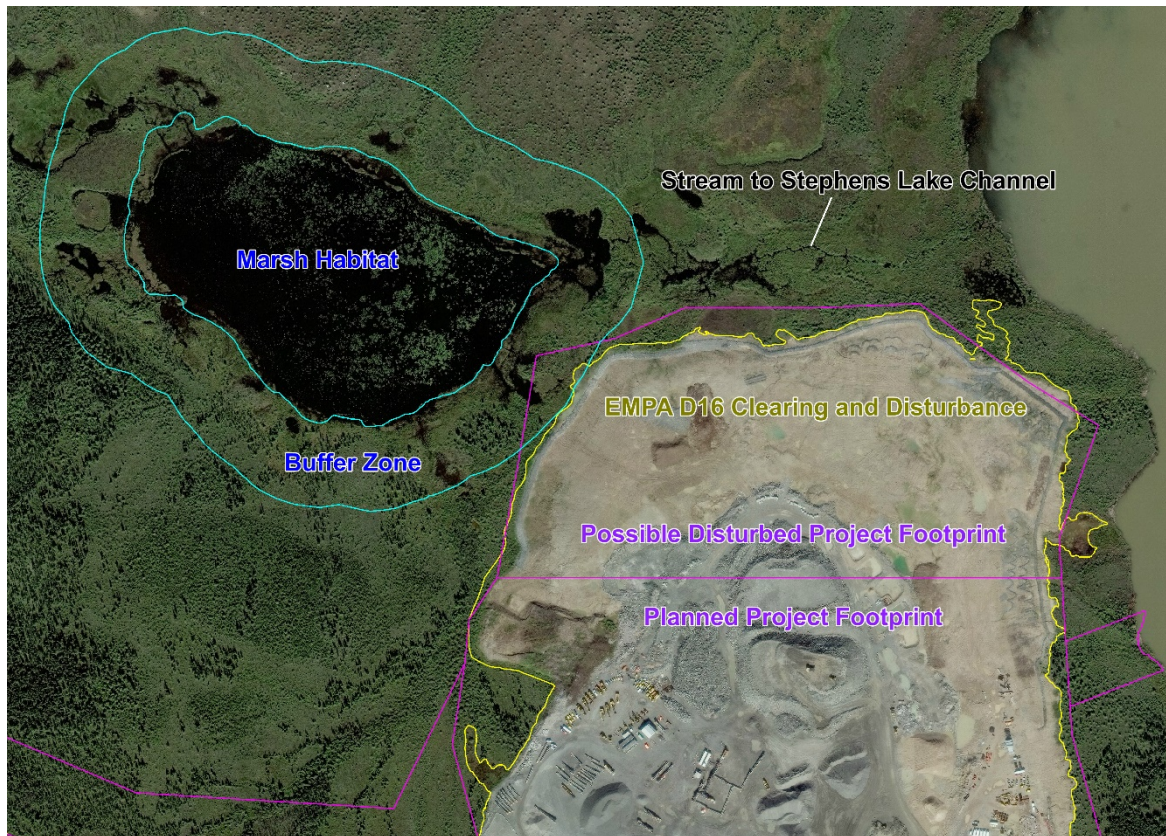 Stream to Stephens Lake Channel
Marsh Habitat
EMPA D16 Clearing and Disturbance
Buffer Zone
Possible Disturbed Project Footprint
Planned Project Footprint